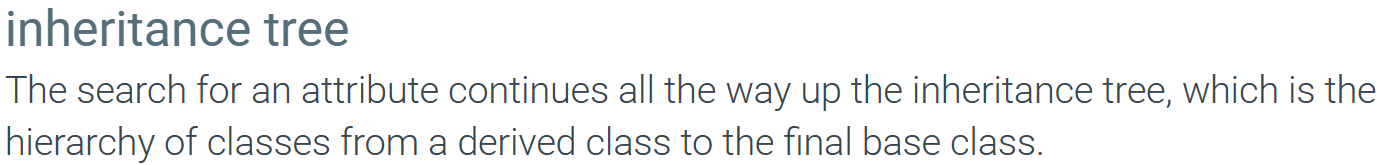 inheritance tree
The search for an attribute continues all the way up the inheritance tree, which is the
hierarchy of classes from a derived class to the final base class.